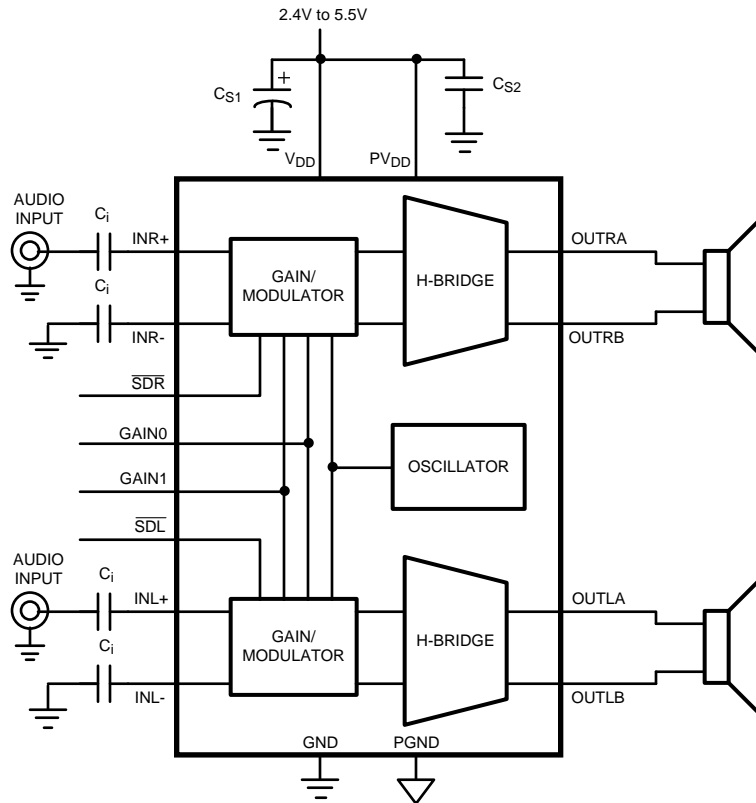 2.4V to 5.5V
+
CS1
CS2
VDD
PVDD
AUDIO
INPUT
Ci
INR+
GAIN/
MODULATOR
H-BRIDGE
OUTRA
Ci
INR-
OUTRB
SDR
GAIN0
OSCILLATOR
GAIN1
SDL
AUDIO
INPUT
Ci
INL+
GAIN/
MODULATOR
H-BRIDGE
OUTLA
Ci
INL-
OUTLB
GND
PGND